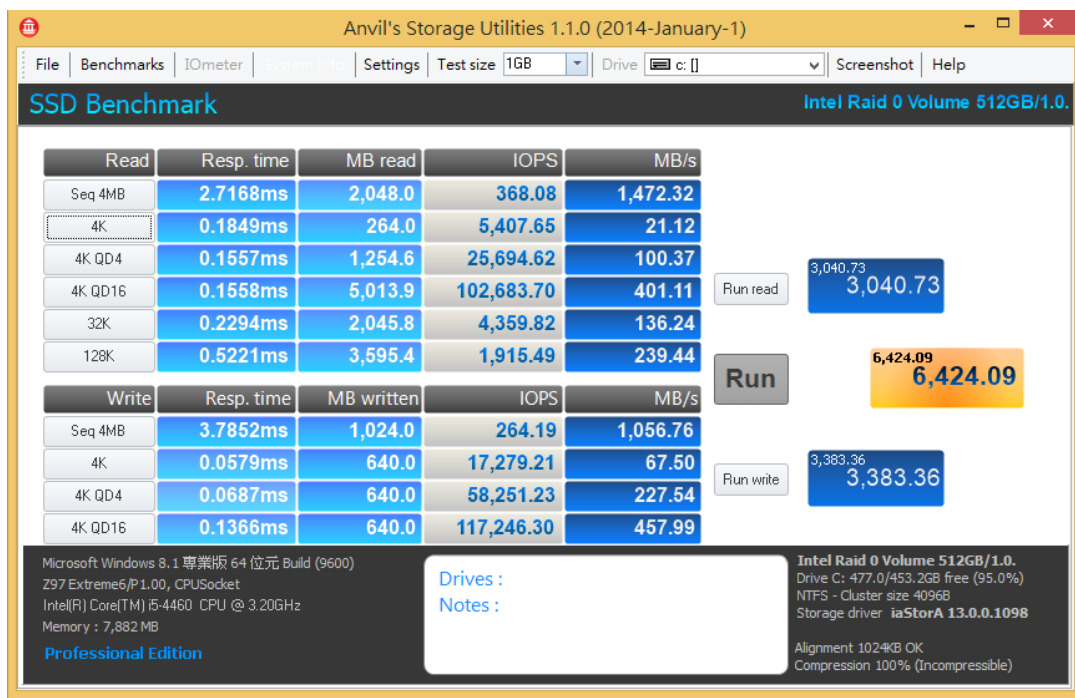 Anvil's Storage Utilities 1.1.0 (2014-January-1)
File Benchmarks IOmeter System Info Settings Test size 1GB Drive c: [] Screenshot Help
SSD Benchmark Intel Raid 0 Volume 512GB/1.0.
Read Resp. time MB read IOPS MB/s
Seq 4MB 2.7168ms 2,048.0 368.08 1,472.32
4K 0.1849ms 264.0 5,407.65 21.12
4K QD4 0.1557ms 1,254.6 25,694.62 100.37
4K QD16 0.1558ms 5,013.9 102,683.70 401.11
32K 0.2294ms 2,045.8 4,359.82 136.24
128K 0.5221ms 3,595.4 1,915.49 239.44
Run read
3,040.73
3,040.73
Run
6,424.09
6,424.09
Write Resp. time MB written IOPS MB/s
Seq 4MB 3.7852ms 1,024.0 264.19 1,056.76
4K 0.0579ms 640.0 17,279.21 67.50
4K QD4 0.0687ms 640.0 58,251.23 227.54
4K QD16 0.1366ms 640.0 117,246.30 457.99
Run write
3,383.36
3,383.36
Microsoft Windows 8.1 專業版 64 位元 Build (9600)
Z97 Extreme6/P1.00, CPUSocket
Intel(R) Core(TM) i5-4460 CPU @ 3.20GHz
Memory : 7,882 MB
Professional Edition
Drives :
Notes :
Intel Raid 0 Volume 512GB/1.0.
Drive C: 477.0/453.2GB free (95.0%)
NTFS - Cluster size 4096B
Storage driver iaStorA 13.0.0.1098
Alignment 1024KB OK
Compression 100% (Incompressible)